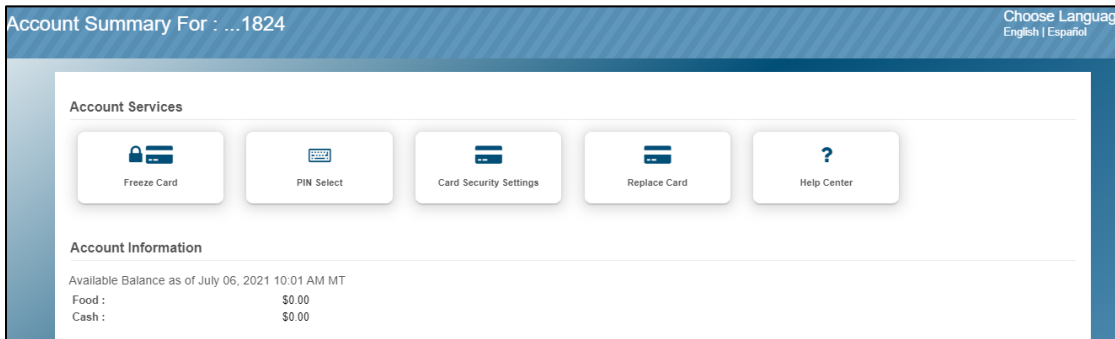 Account Summary For : ...1824
Choose Languag
English | Español
Account Services
Freeze Card
PIN Select
Card Security Settings
Replace Card
? 
Help Center
Account Information
Available Balance as of July 06, 2021 10:01 AM MT
Food : $0.00
Cash : $0.00